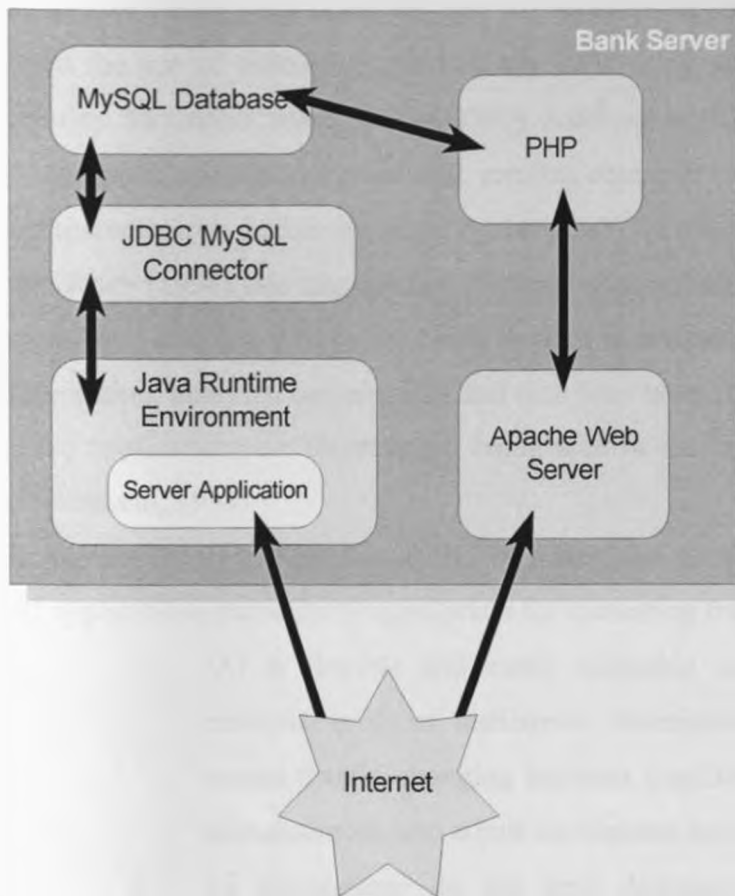 Bank Server
MySQL Database
PHP
JDBC MySQL
Connector
Java Runtime
Environment
Server Application
Apache Web
Server
Internet